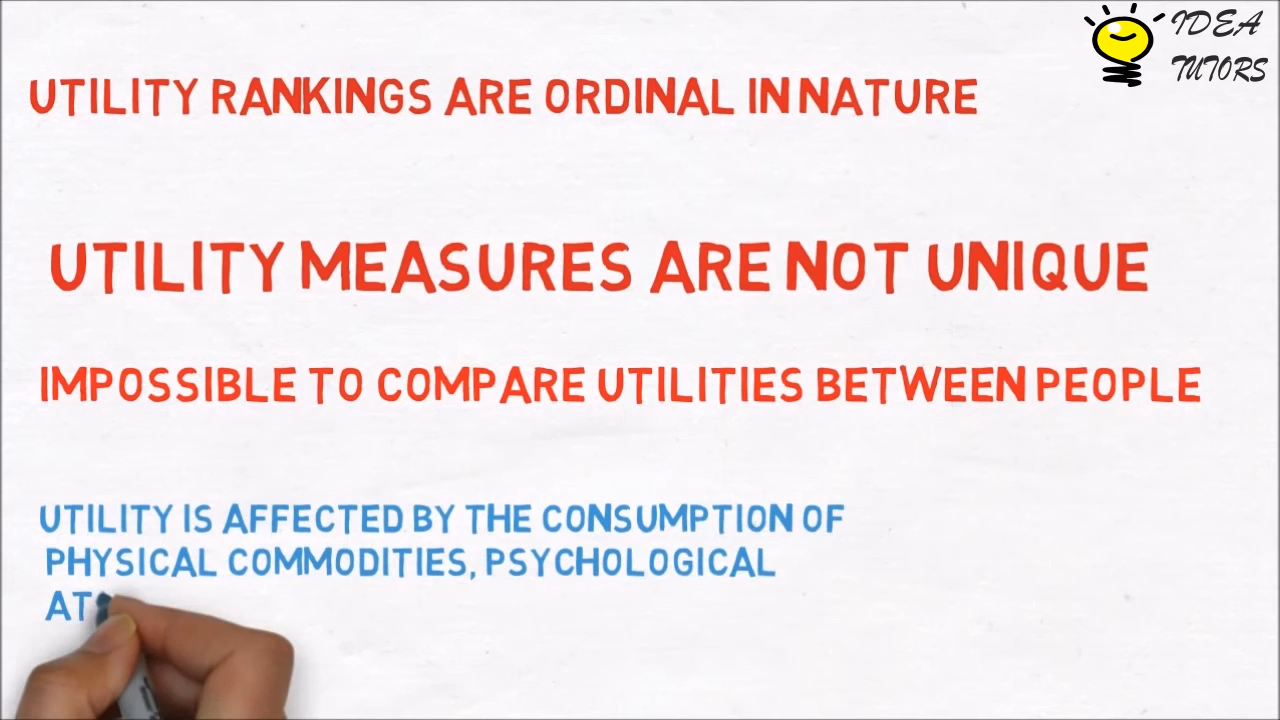 IDEA
TUTORS
UTILITY RANKINGS ARE ORDINAL IN NATURE
UTILITY MEASURES ARE NOT UNIQUE
IMPOSSIBLE TO COMPARE UTILITIES BETWEEN PEOPLE
UTILITY IS AFFECTED BY THE CONSUMPTION OF
PHYSICAL COMMODITIES, PSYCHOLOGICAL
AT